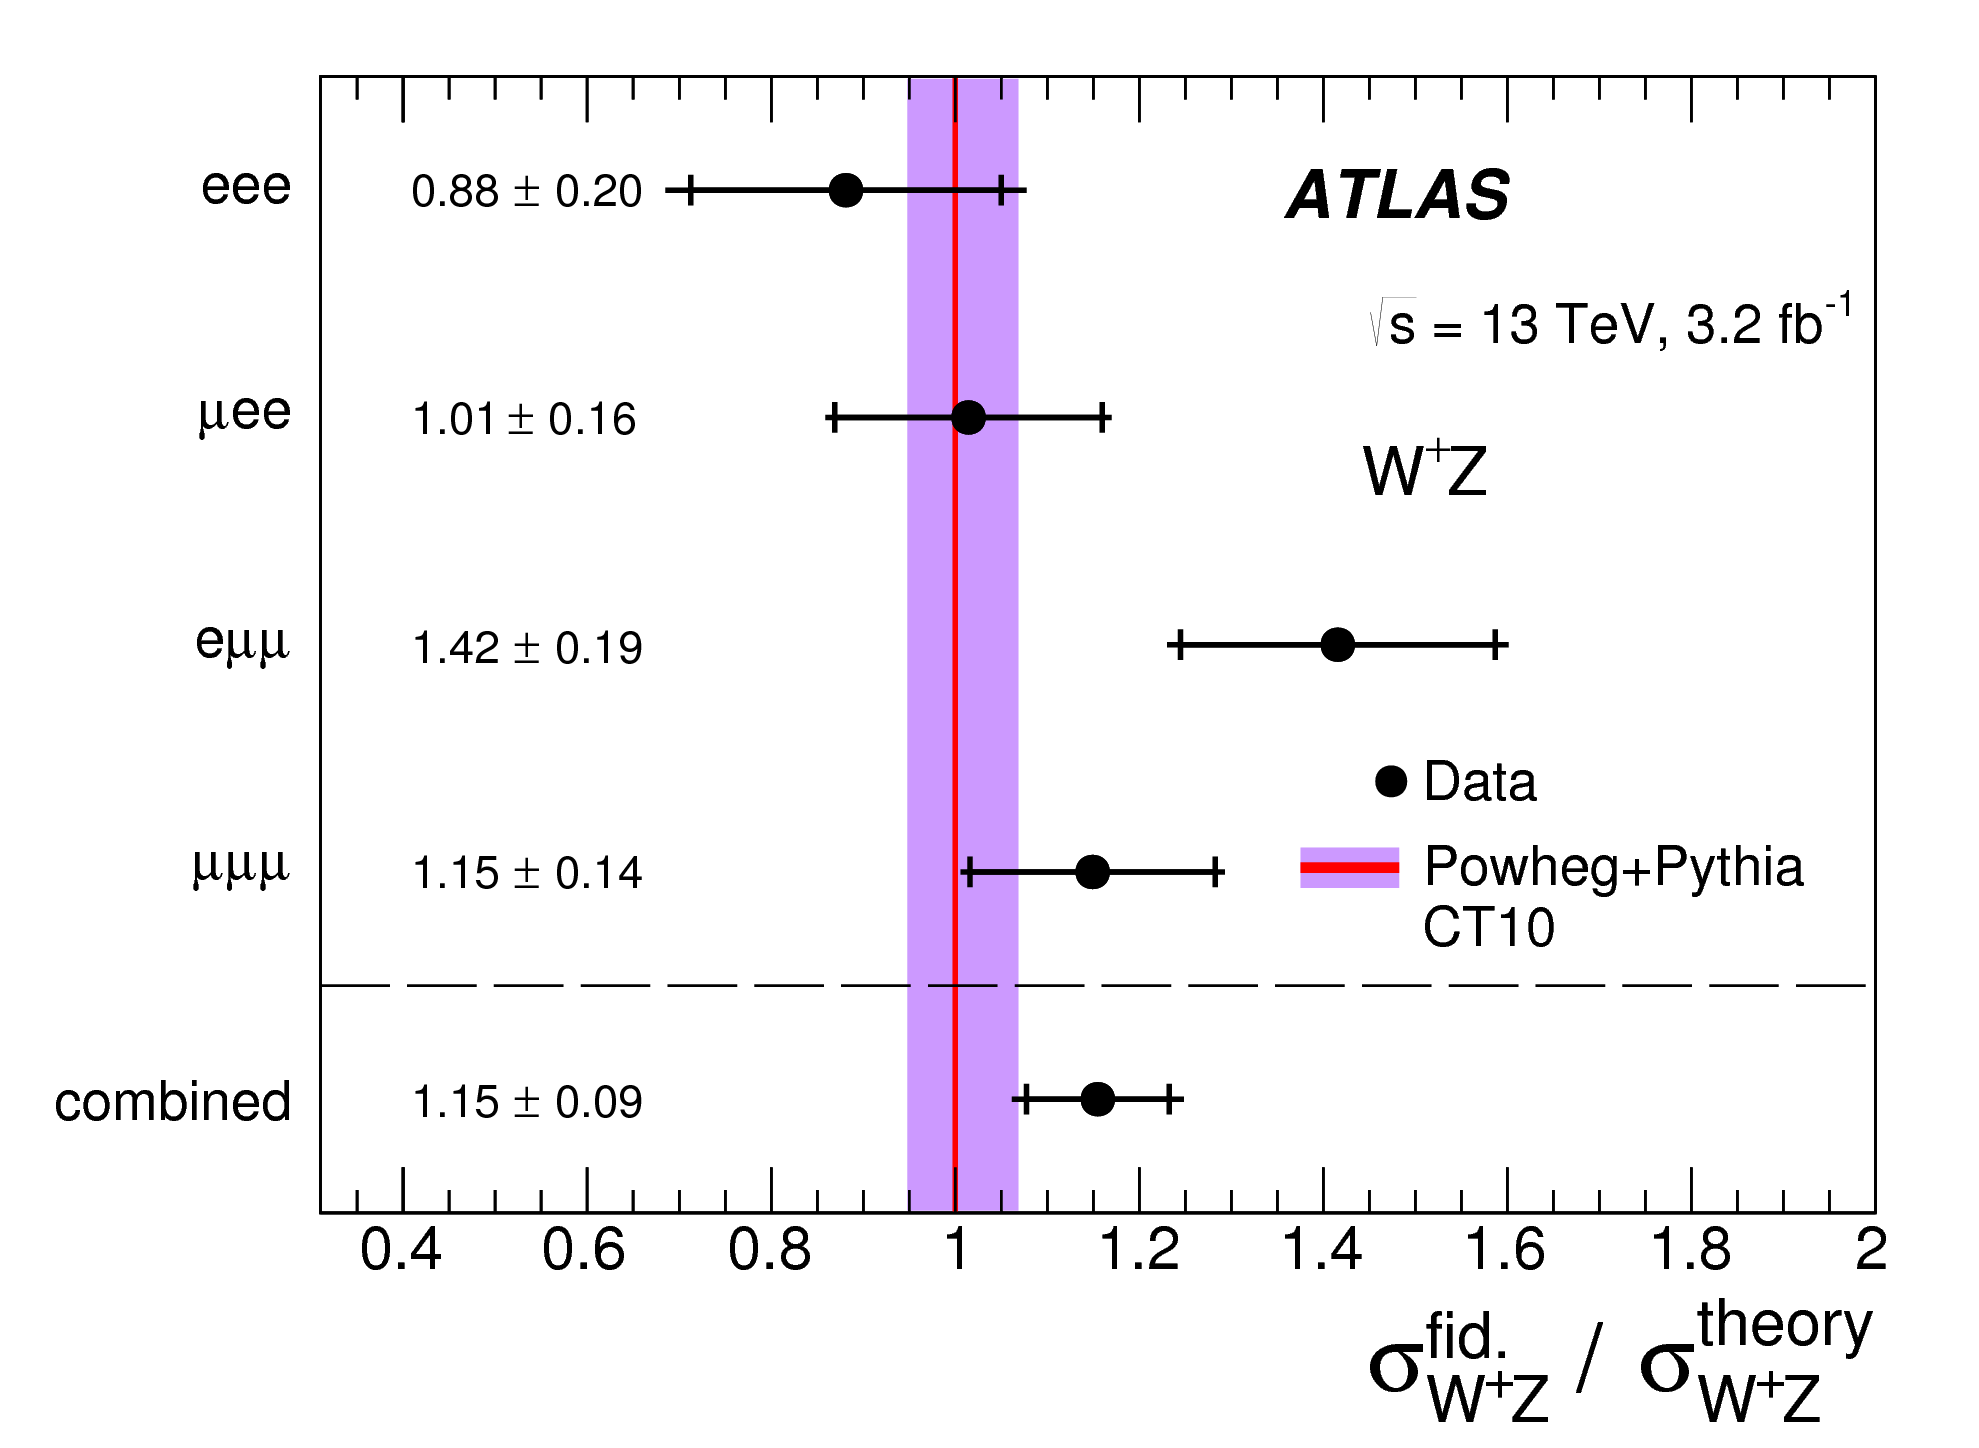 eee 0.88 ± 0.20
ATLAS
√s = 13 TeV, 3.2 fb⁻¹
μee 1.01 ± 0.16
W⁺Z
eμμ 1.42 ± 0.19
Data
μμμ 1.15 ± 0.14
Powheg+Pythia
CT10
combined 1.15 ± 0.09
0.4 0.6 0.8 1 1.2 1.4 1.6 1.8 2
σ^fid._W⁺Z / σ^theory_W⁺Z